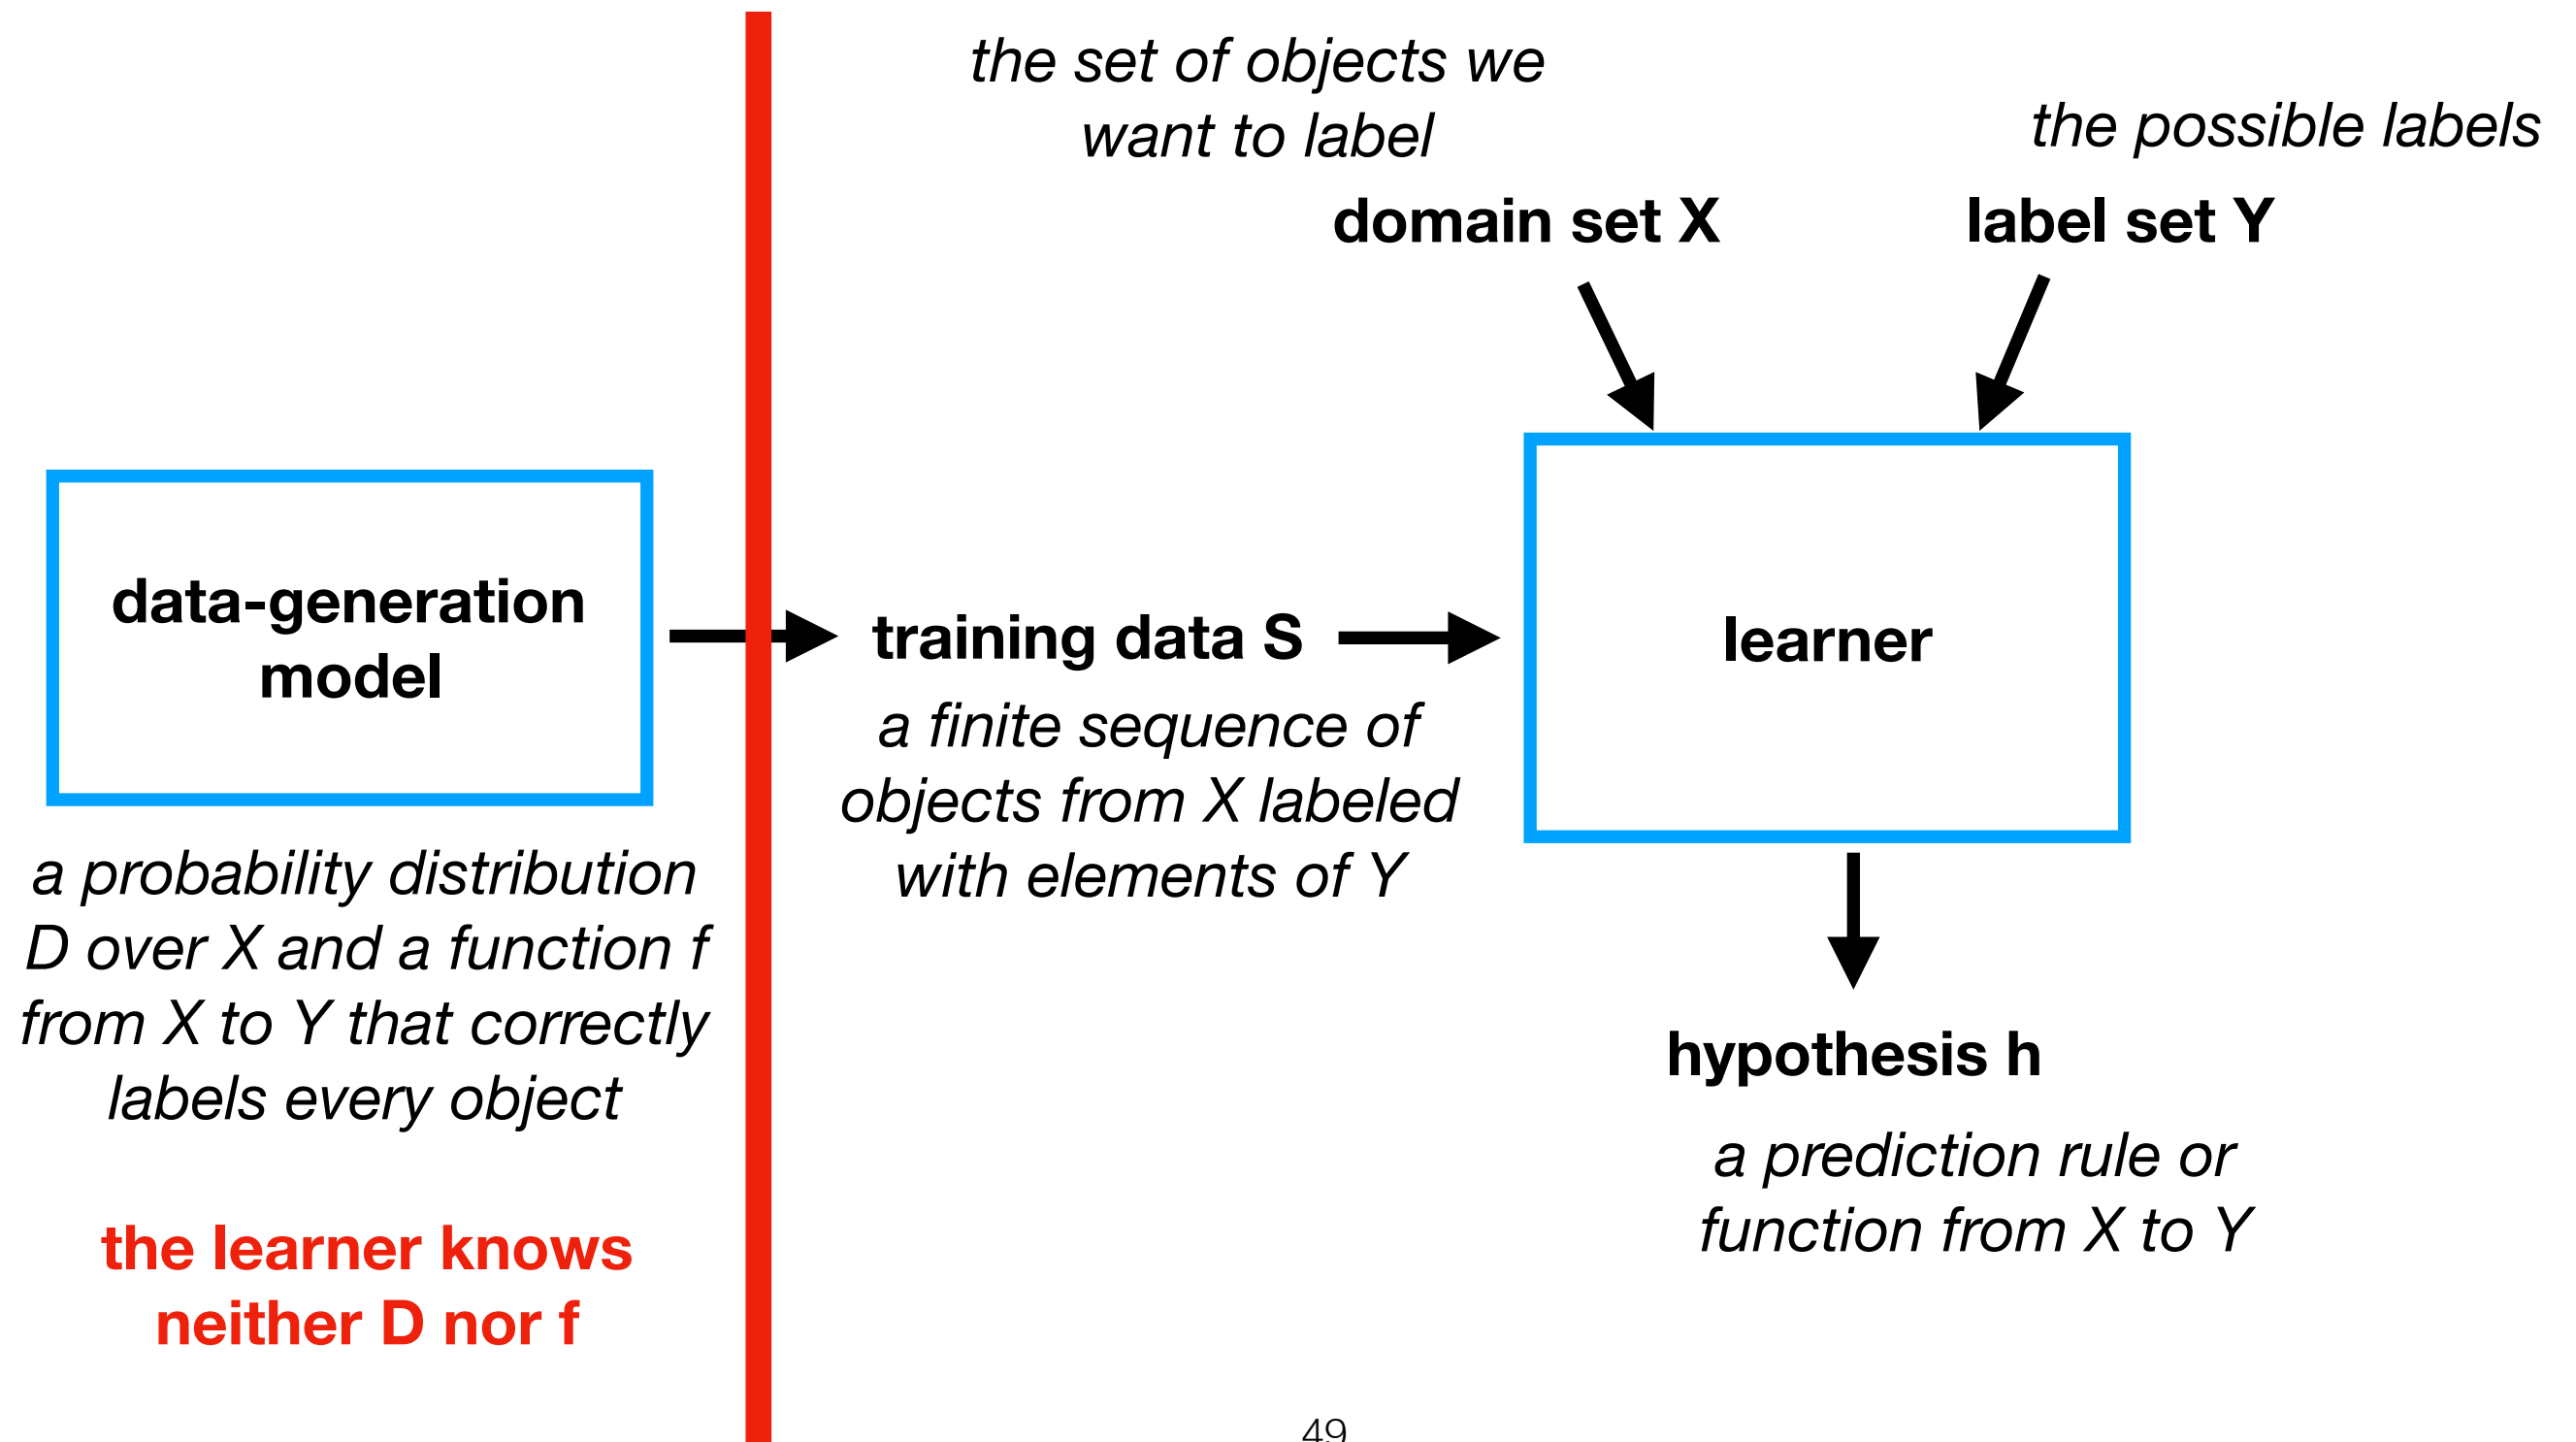 the set of objects we
want to label
the possible labels
domain set X
label set Y
data-generation
model
training data S
learner
a finite sequence of
objects from X labeled
with elements of Y
a probability distribution
D over X and a function f
from X to Y that correctly
labels every object
hypothesis h
a prediction rule or
function from X to Y
the learner knows
neither D nor f
49